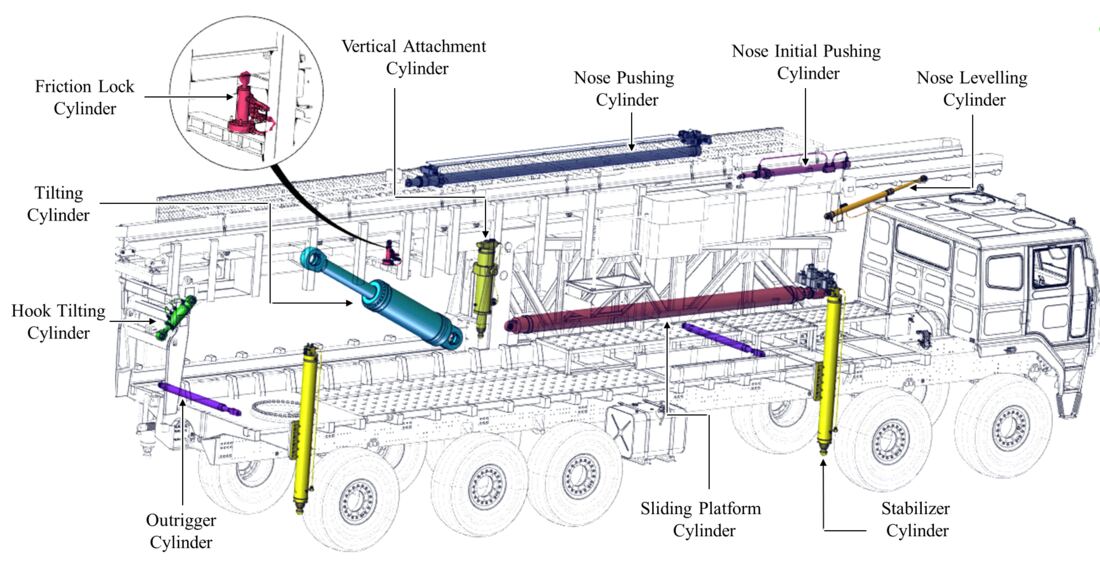 Vertical Attachment
Cylinder
Nose Initial Pushing
Cylinder
Nose Pushing
Cylinder
Nose Levelling
Cylinder
Friction Lock
Cylinder
Tilting
Cylinder
Hook Tilting
Cylinder
Outrigger
Cylinder
Sliding Platform
Cylinder
Stabilizer
Cylinder